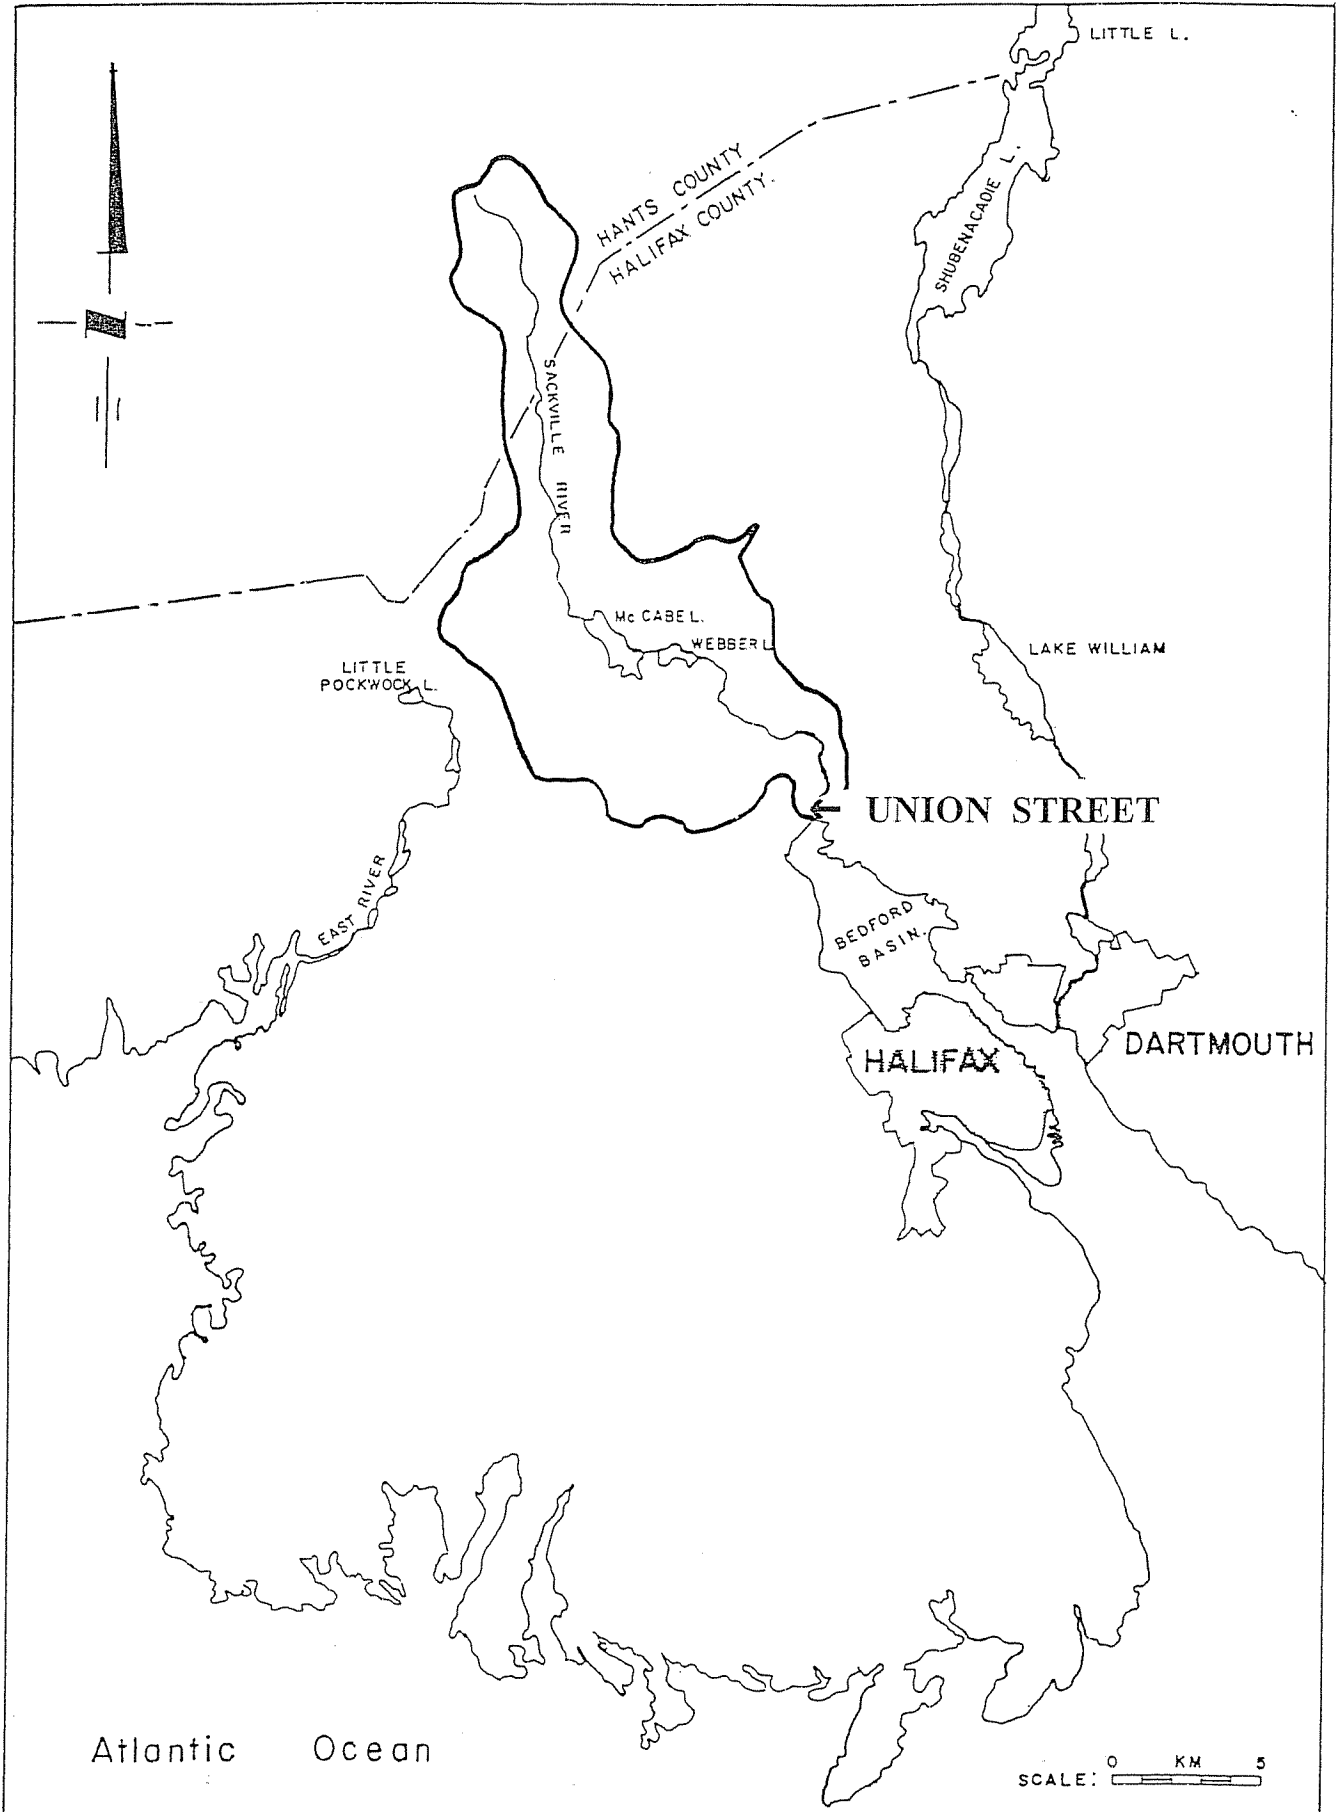 LITTLE L.
HANTS COUNTY
HALIFAX COUNTY.
SHUBENACADIE L.
N
SACKVILLE RIVER
Mc CABE L.
WEBBER L
LAKE WILLIAM
LITTLE
POCKWOCK L.
UNION STREET
EAST RIVER
BEDFORD
BASIN.
HALIFAX
DARTMOUTH
Atlantic Ocean
0 KM 5
SCALE: